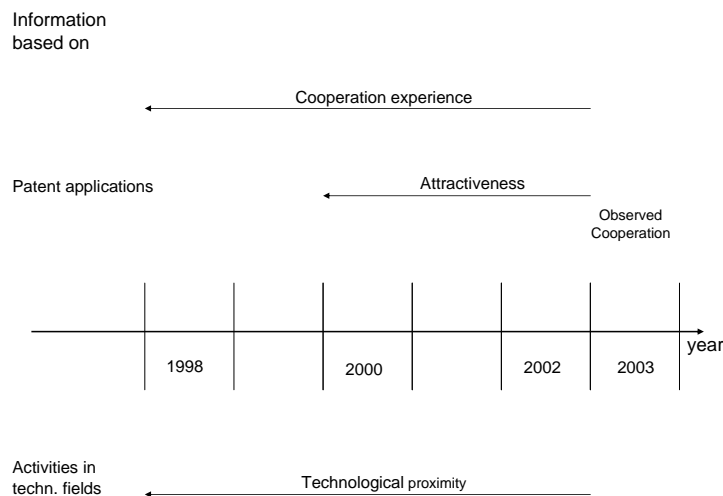 Information
based on
Cooperation experience
Patent applications
Attractiveness
Observed
Cooperation
year
1998
2000
2002
2003
Activities in
techn. fields
Technological proximity